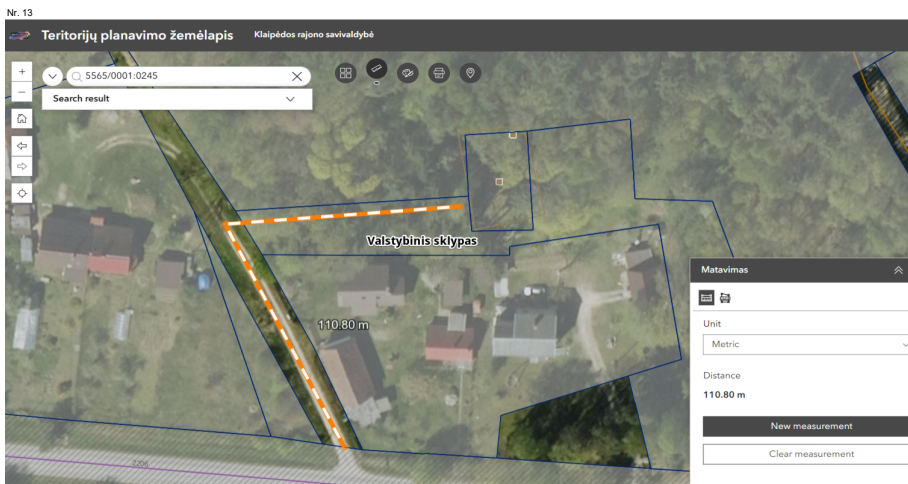 Nr. 13
Teritorijų planavimo žemėlapis Klaipėdos rajono savivaldybė
5565/0001:0245
Search result
Valstybinis sklypas
110.80 m
2206
Matavimas
Unit
Metric
Distance
110.80 m
New measurement
Clear measurement